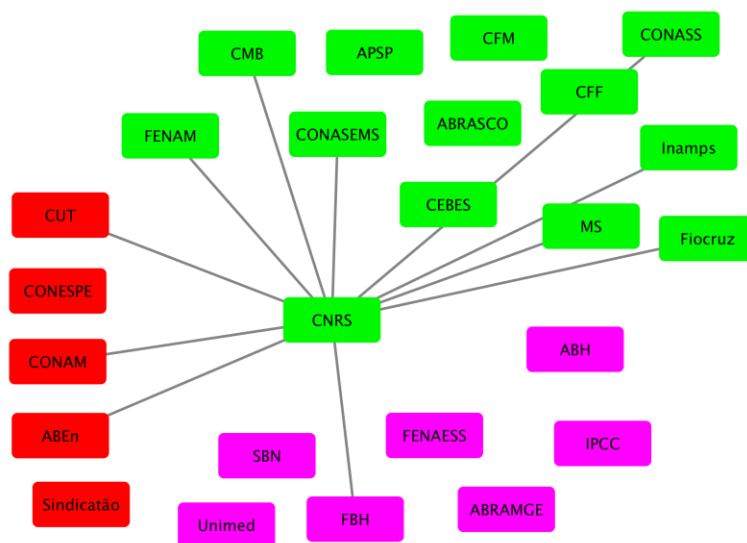 CONASS
CFM
CMB
APSP
CFF
ABRASCO
FENAM
CONASEMS
Inamps
CEBES
CUT
MS
Fiocruz
CONESPE
CNRS
ABH
CONAM
ABEn
FENAESS
IPCC
SBN
Sindicatão
ABRAMGE
FBH
Unimed